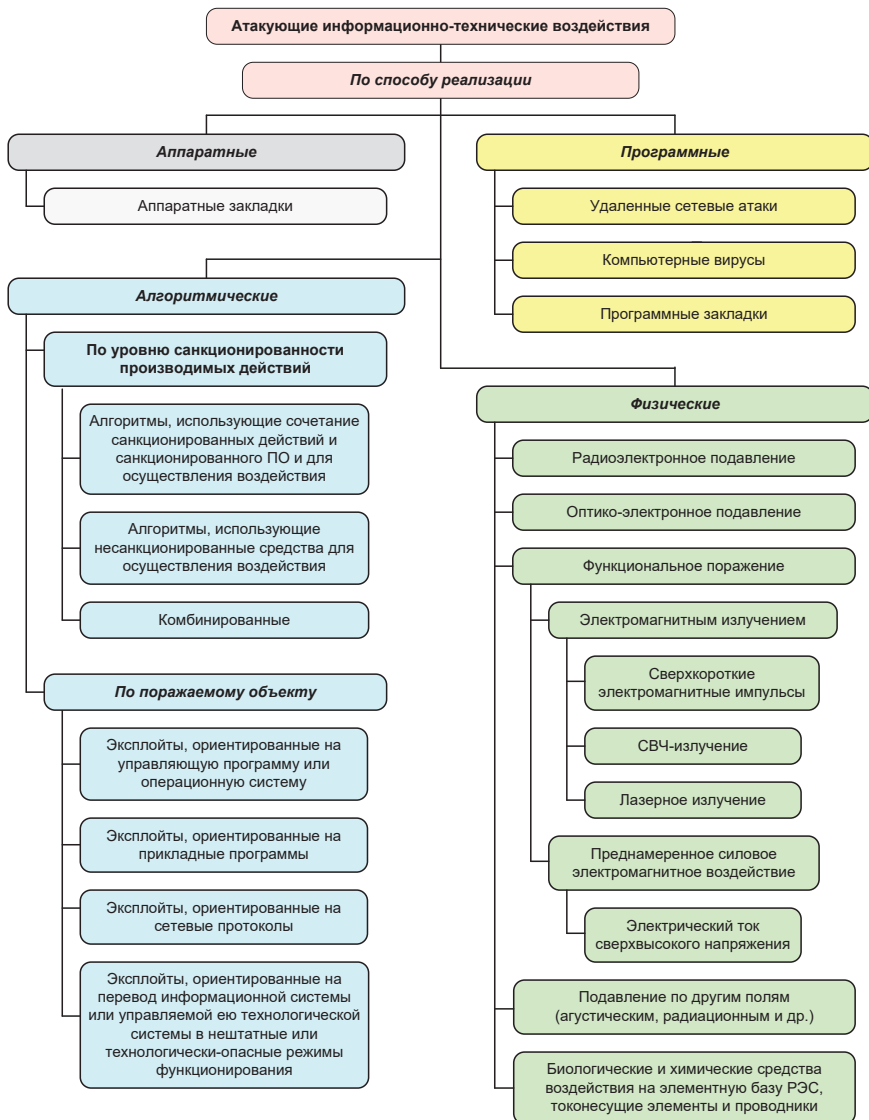 Атакующие информационно-технические воздействия
По способу реализации
Аппаратные
Аппаратные закладки
Программные
Удаленные сетевые атаки
Компьютерные вирусы
Программные закладки
Алгоритмические
По уровню санкционированности
производимых действий
Алгоритмы, использующие сочетание
санкционированных действий и
санкционированного ПО и для
осуществления воздействия
Алгоритмы, использующие
несанкционированные средства для
осуществления воздействия
Комбинированные
По поражаемому объекту
Эксплойты, ориентированные на
управляющую программу или
операционную систему
Эксплойты, ориентированные на
прикладные программы
Эксплойты, ориентированные на
сетевые протоколы
Эксплойты, ориентированные на
перевод информационной системы
или управляемой ею технологической
системы в нештатные или
технологически-опасные режимы
функционирования
Физические
Радиоэлектронное подавление
Оптико-электронное подавление
Функциональное поражение
Электромагнитным излучением
Сверхкороткие
электромагнитные импульсы
СВЧ-излучение
Лазерное излучение
Преднамеренное силовое
электромагнитное воздействие
Электрический ток
сверхвысокого напряжения
Подавление по другим полям
(агустическим, радиационным и др.)
Биологические и химические средства
воздействия на элементную базу РЭС,
токонесущие элементы и проводники